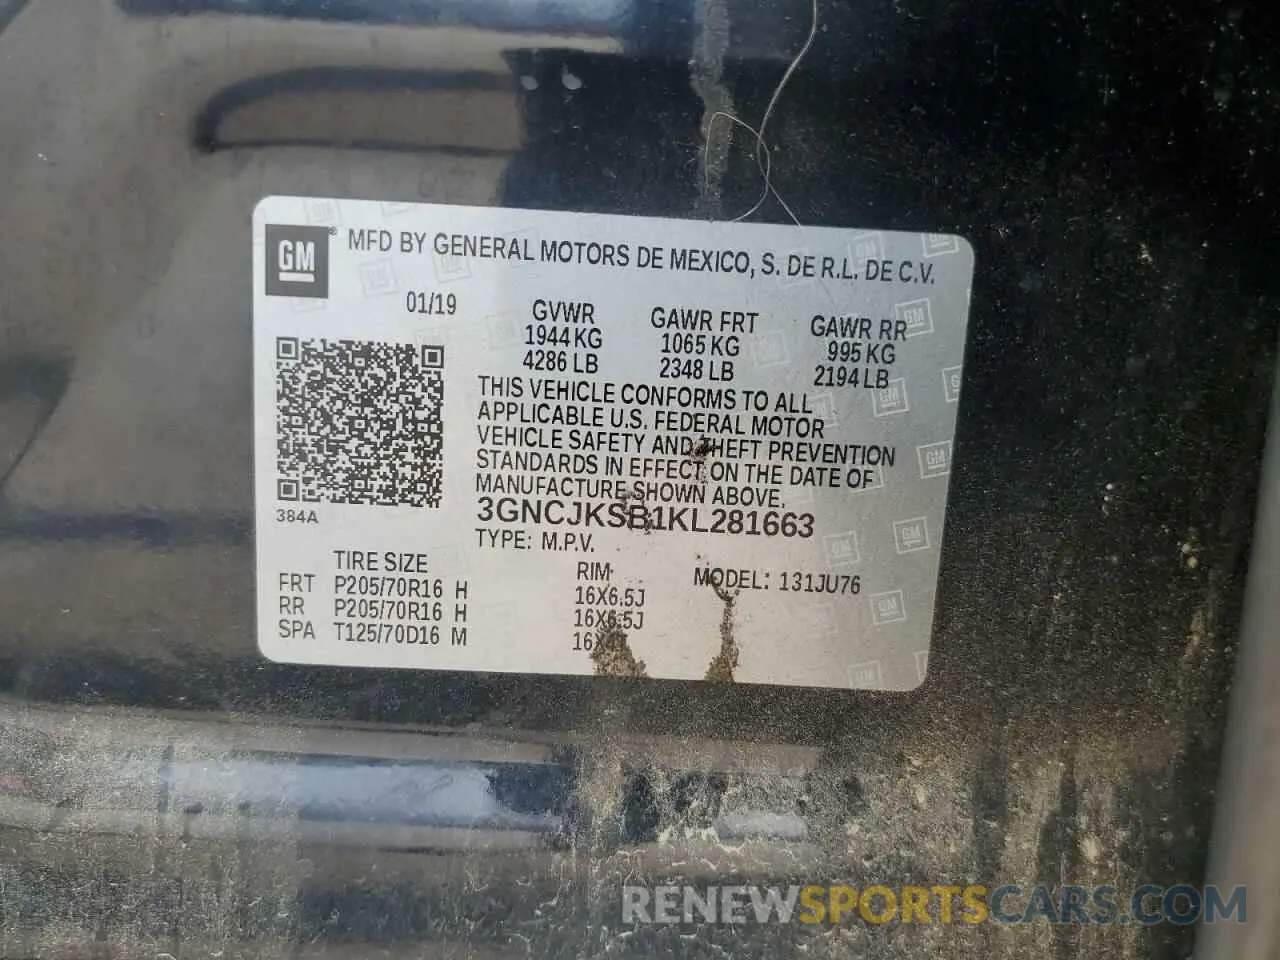 GM® MFD BY GENERAL MOTORS DE MEXICO, S. DE R.L. DE C.V.
01/19 GVWR GAWR FRT GAWR RR
1944 KG 1065 KG 995 KG
4286 LB 2348 LB 2194 LB
THIS VEHICLE CONFORMS TO ALL
APPLICABLE U.S. FEDERAL MOTOR
VEHICLE SAFETY AND THEFT PREVENTION
STANDARDS IN EFFECT ON THE DATE OF
MANUFACTURE SHOWN ABOVE.
384A
3GNCJKSB1KL281663
TYPE: M.P.V.
TIRE SIZE RIM MODEL: 131JU76
FRT P205/70R16 H 16X6.5J
RR P205/70R16 H 16X6.5J
SPA T125/70D16 M
RENEWSPORTSCARS.COM